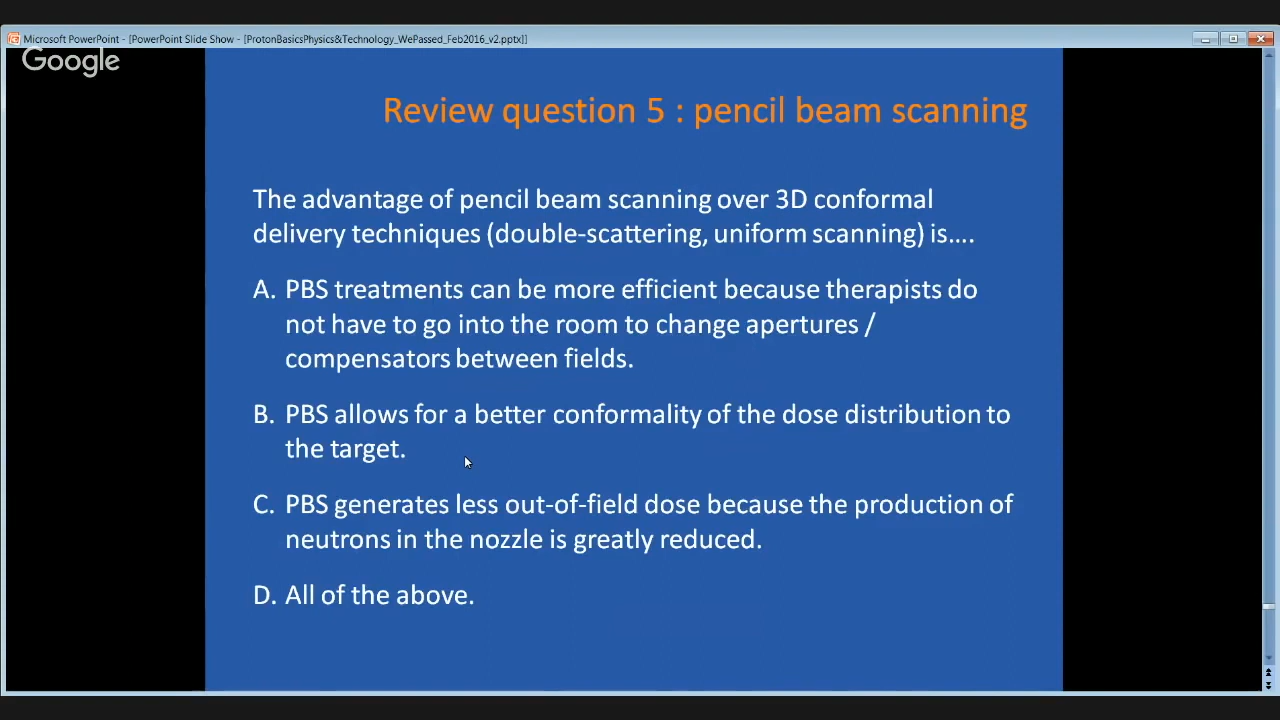 Microsoft PowerPoint - [PowerPoint Slide Show - [ProtonBasicsPhysics&Technology_WePassed_Feb2016_v2.pptx]]
Google
Review question 5 : pencil beam scanning
The advantage of pencil beam scanning over 3D conformal
delivery techniques (double-scattering, uniform scanning) is....
A. PBS treatments can be more efficient because therapists do
not have to go into the room to change apertures /
compensators between fields.
B. PBS allows for a better conformality of the dose distribution to
the target.
C. PBS generates less out-of-field dose because the production of
neutrons in the nozzle is greatly reduced.
D. All of the above.